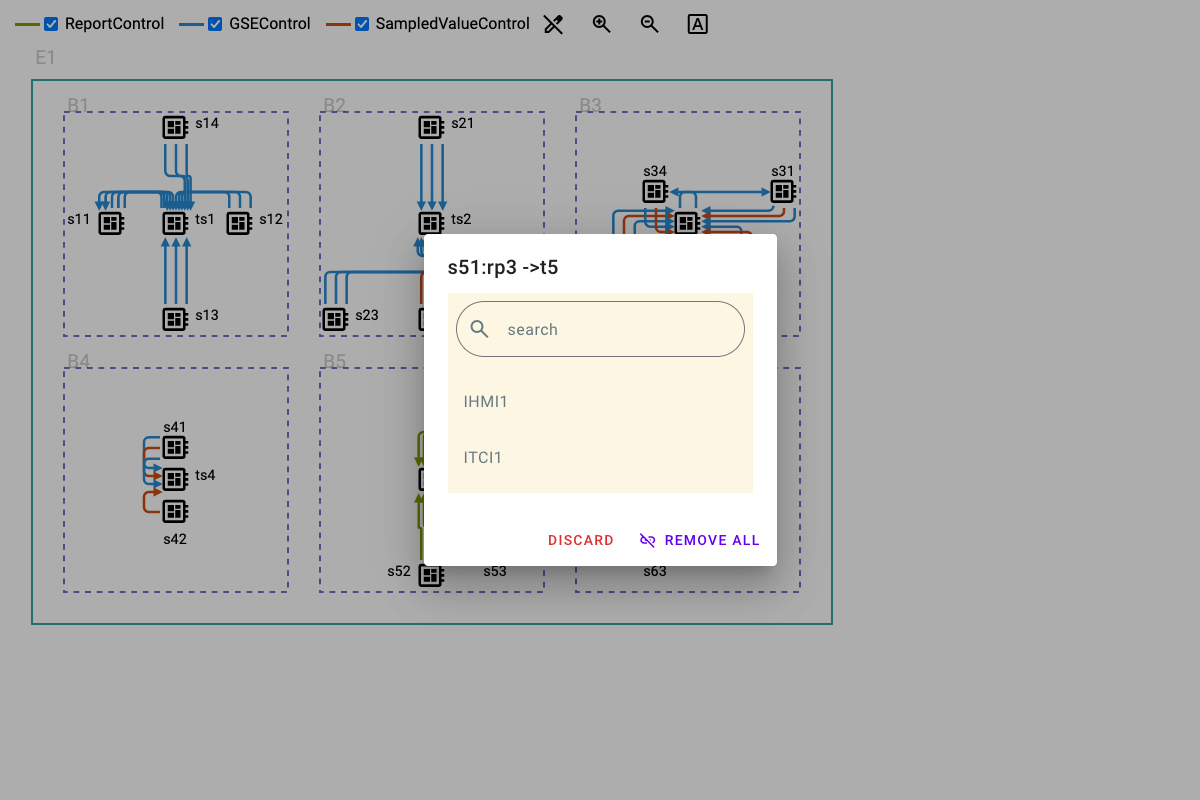 ReportControl GSEControl SampledValueControl A
E1
B1 B2 B3
s14 s21
s34 s31
s11 ts1 s12 ts2
s51:rp3 ->t5
s13 s23
search
B4 B5
IHMI1
s41
ITCI1
ts4
s42
DISCARD REMOVE ALL
s52 s53 s63